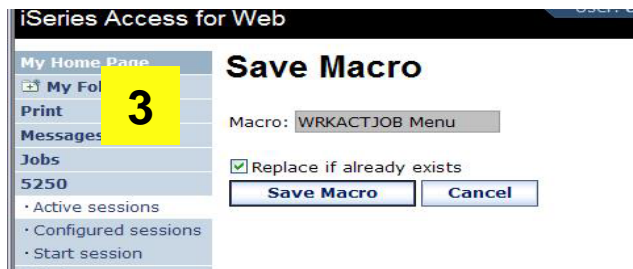 iSeries Access for Web
My Home Page
My Fol
Print
Messages
Jobs
5250
· Active sessions
· Configured sessions
· Start session
3
Save Macro
Macro: WRKACTJOB Menu
Replace if already exists
Save Macro Cancel